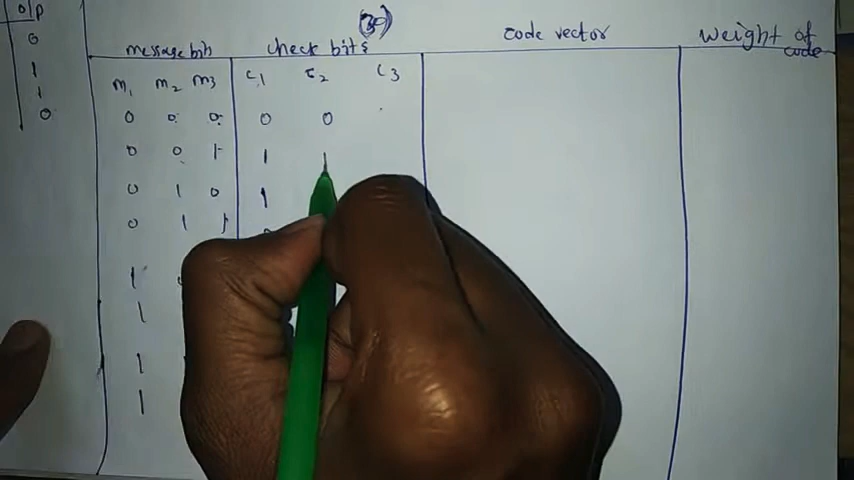 O/P
0
1
1
0
(30)
message bits check bits code vector Weight of code
m1 m2 m3 c1 c2 c3
0 0 0 0 0
0 0 1 1 1
0 1 0 1
0 1 1
1
1
1
1